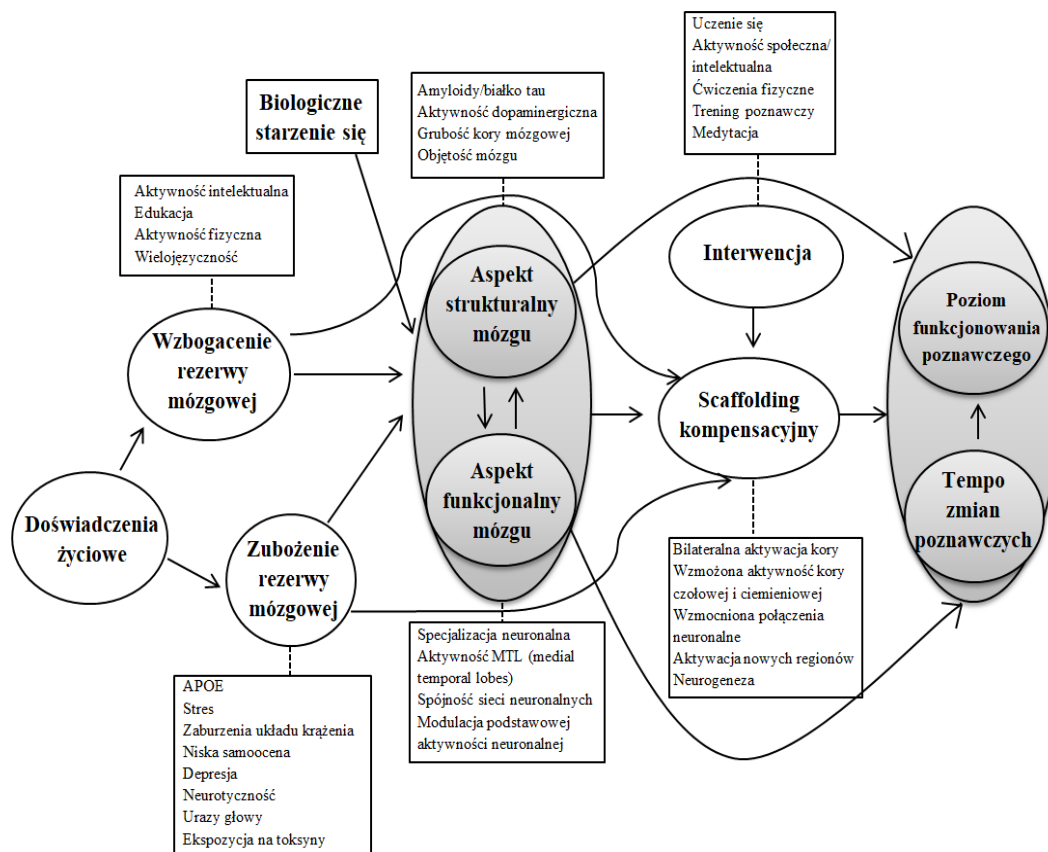 Uczenie się
Aktywność społeczna/
intelektualna
Ćwiczenia fizyczne
Trening poznawczy
Medytacja
Amyloidy/białko tau
Aktywność dopaminergiczna
Grubość kory mózgowej
Objętość mózgu
Biologiczne
starzenie się
Aktywność intelektualna
Edukacja
Aktywność fizyczna
Wielojęzyczność
Interwencja
Aspekt
strukturalny
mózgu
Poziom
funkcjonowania
poznawczego
Wzbogacenie
rezerwy
mózgowej
Scaffolding
kompensacyjny
Aspekt
funkcjonalny
mózgu
Tempo
zmian
poznawczych
Doświadczenia
życiowe
Zubożenie
rezerwy
mózgowej
Bilateralna aktywacja kory
Wzmożona aktywność kory
czołowej i ciemieniowej
Wzmocniona połączenia
neuronalne
Aktywacja nowych regionów
Neurogeneza
Specjalizacja neuronalna
Aktywność MTL (medial
temporal lobes)
Spójność sieci neuronalnych
Modulacja podstawowej
aktywności neuronalnej
APOE
Stres
Zaburzenia układu krążenia
Niska samoocena
Depresja
Neurotyczność
Urazy głowy
Ekspozycja na toksyny